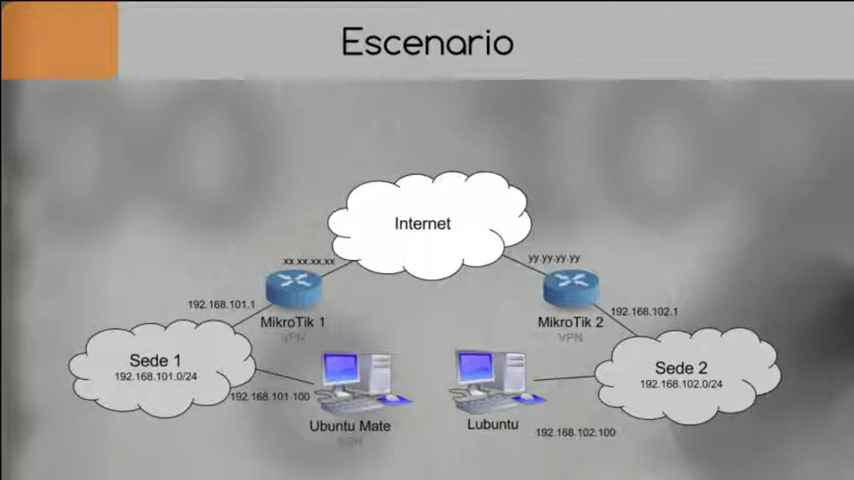 Escenario
Internet
xx.xx.xx.xx
yy.yy.yy.yy
192.168.101.1
192.168.102.1
MikroTik 1
VPN
MikroTik 2
VPN
Sede 1
192.168.101.0/24
Sede 2
192.168.102.0/24
192.168.101.100
Ubuntu Mate
VPN
Lubuntu
192.168.102.100